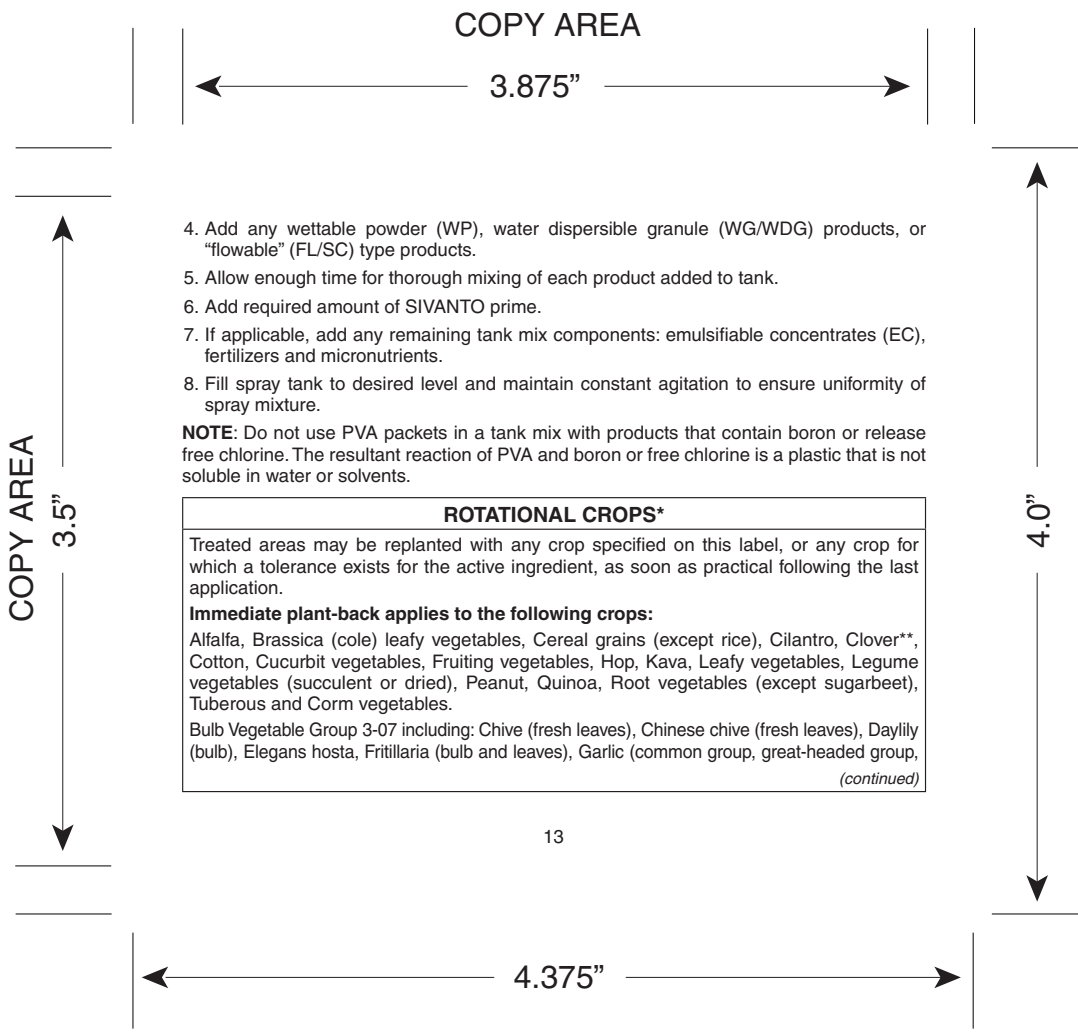 COPY AREA
3.875”
4. Add any wettable powder (WP), water dispersible granule (WG/WDG) products, or
“flowable” (FL/SC) type products.
5. Allow enough time for thorough mixing of each product added to tank.
6. Add required amount of SIVANTO prime.
7. If applicable, add any remaining tank mix components: emulsifiable concentrates (EC),
fertilizers and micronutrients.
8. Fill spray tank to desired level and maintain constant agitation to ensure uniformity of
spray mixture.
NOTE: Do not use PVA packets in a tank mix with products that contain boron or release
free chlorine. The resultant reaction of PVA and boron or free chlorine is a plastic that is not
soluble in water or solvents.
COPY AREA
3.5”
4.0”
ROTATIONAL CROPS*
Treated areas may be replanted with any crop specified on this label, or any crop for
which a tolerance exists for the active ingredient, as soon as practical following the last
application.
Immediate plant-back applies to the following crops:
Alfalfa, Brassica (cole) leafy vegetables, Cereal grains (except rice), Cilantro, Clover**,
Cotton, Cucurbit vegetables, Fruiting vegetables, Hop, Kava, Leafy vegetables, Legume
vegetables (succulent or dried), Peanut, Quinoa, Root vegetables (except sugarbeet),
Tuberous and Corm vegetables.
Bulb Vegetable Group 3-07 including: Chive (fresh leaves), Chinese chive (fresh leaves), Daylily
(bulb), Elegans hosta, Fritillaria (bulb and leaves), Garlic (common group, great-headed group,
(continued)
13
4.375”